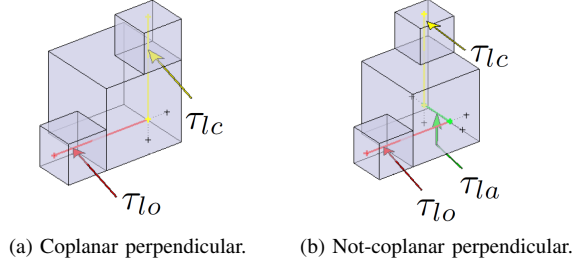 τlc
τlo
τlc
τla
τlo
(a) Coplanar perpendicular.
(b) Not-coplanar perpendicular.